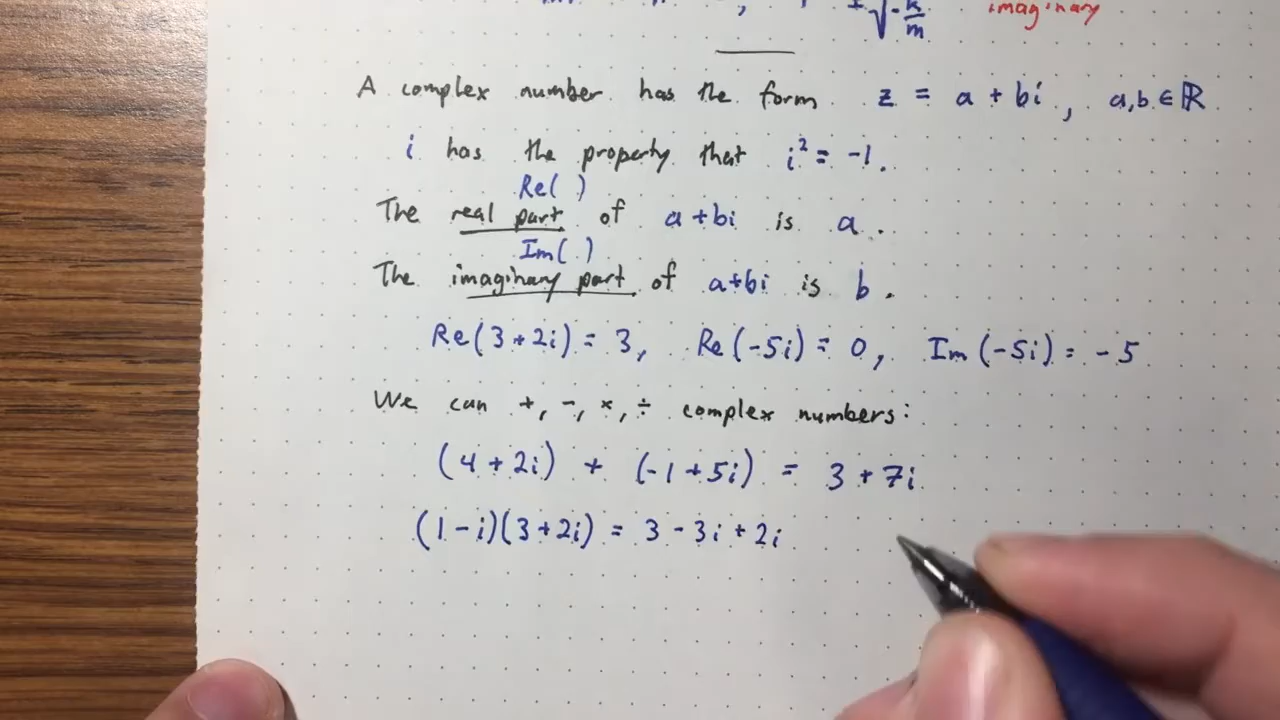 ± √-k/m imaginary
A complex number has the form z = a + bi, a,b ∈ ℝ
i has the property that i² = -1.
Re( )
The real part of a+bi is a.
Im( )
The imaginary part of a+bi is b.
Re(3+2i) = 3, Re(-5i) = 0, Im(-5i) = -5
We can +, -, ×, ÷ complex numbers:
(4+2i) + (-1+5i) = 3+7i
(1-i)(3+2i) = 3-3i+2i